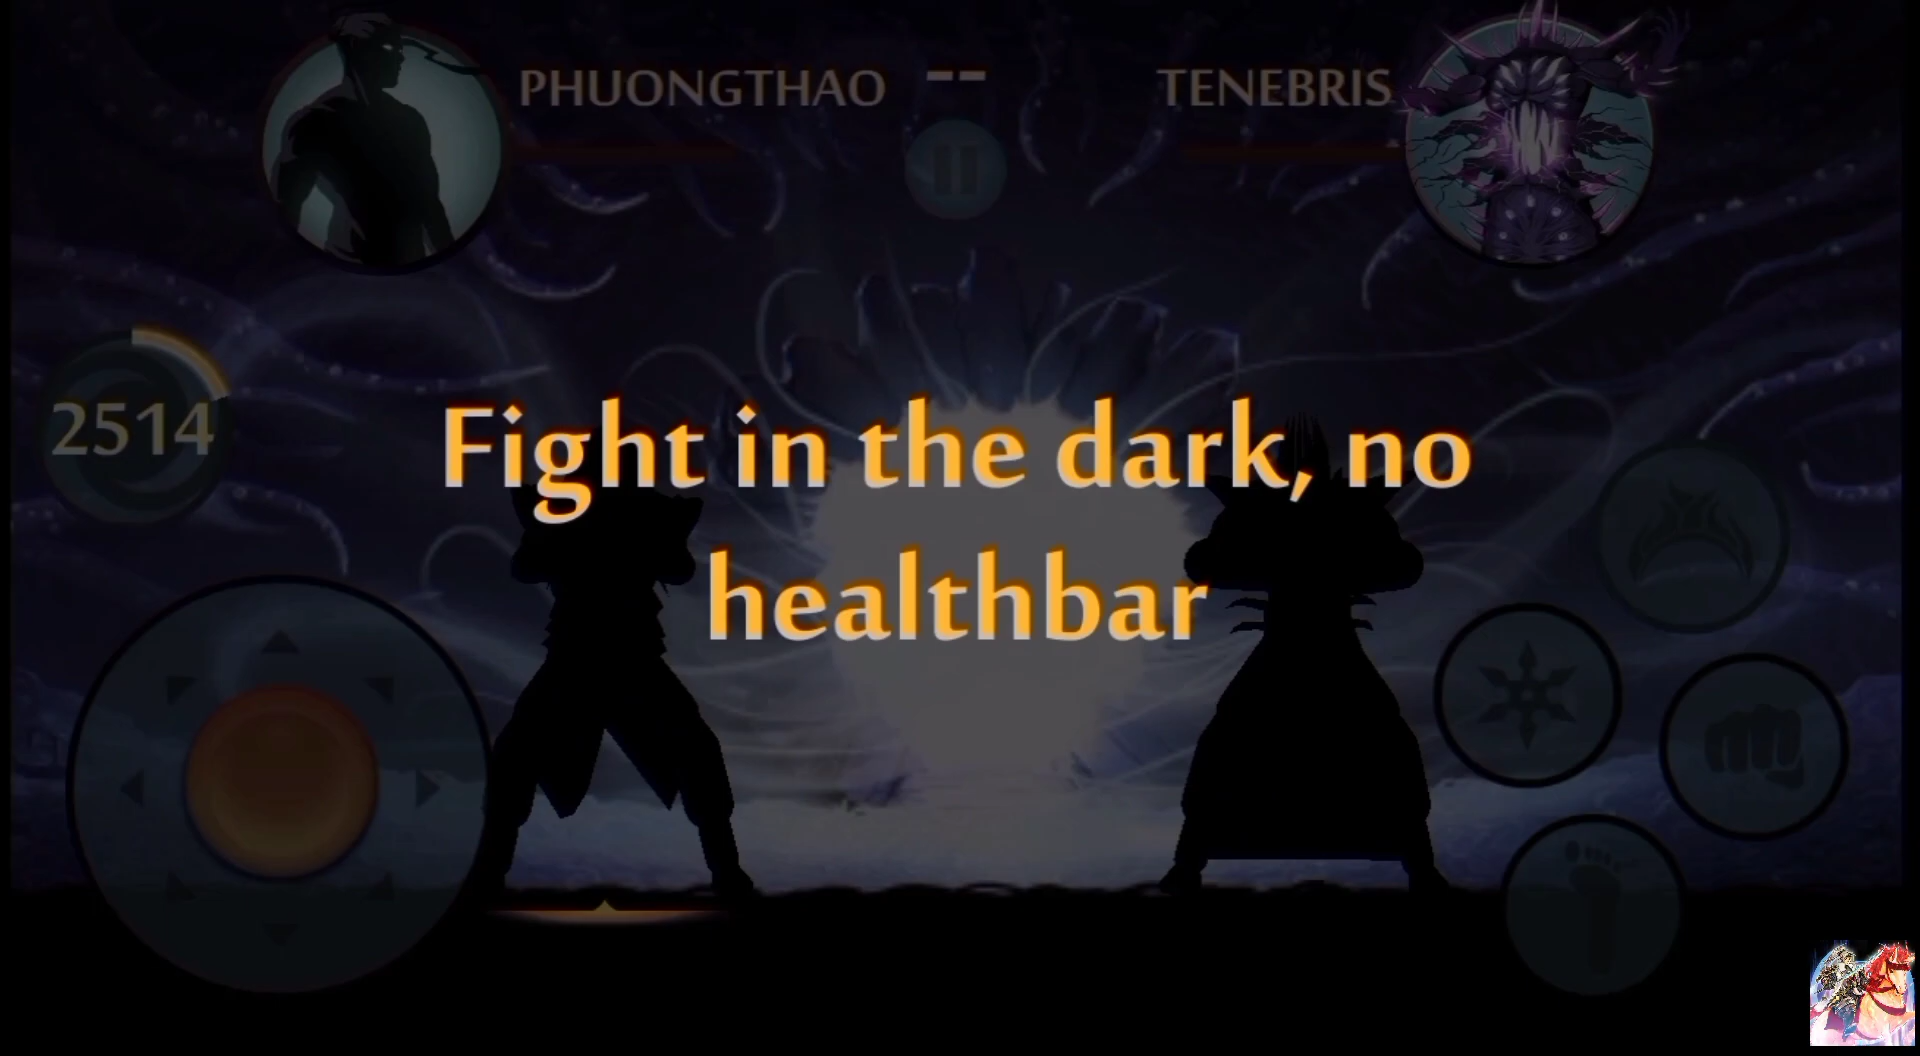 PHUONGTHAO -- TENEBRIS
2514
Fight in the dark, no
healthbar